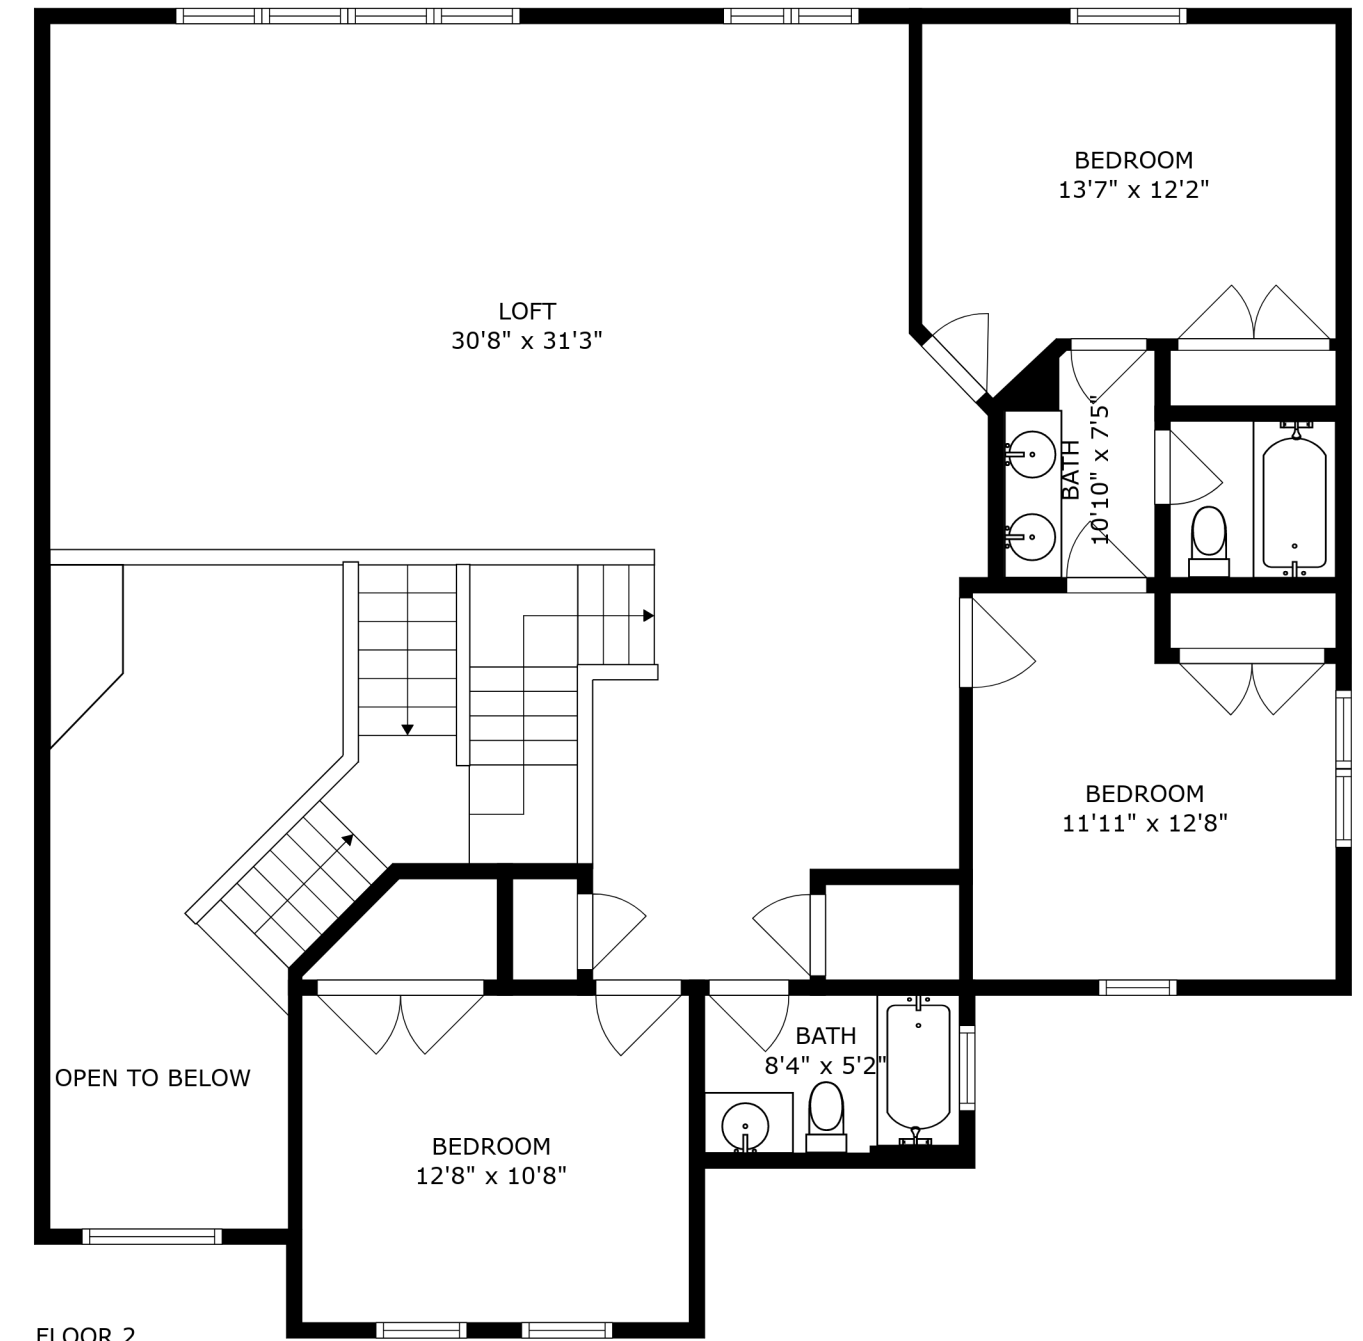 BEDROOM
13'7" x 12'2"
LOFT
30'8" x 31'3"
BATH
10'10" x 7'5"
BEDROOM
11'11" x 12'8"
BATH
8'4" x 5'2"
OPEN TO BELOW
BEDROOM
12'8" x 10'8"
FLOOR 2